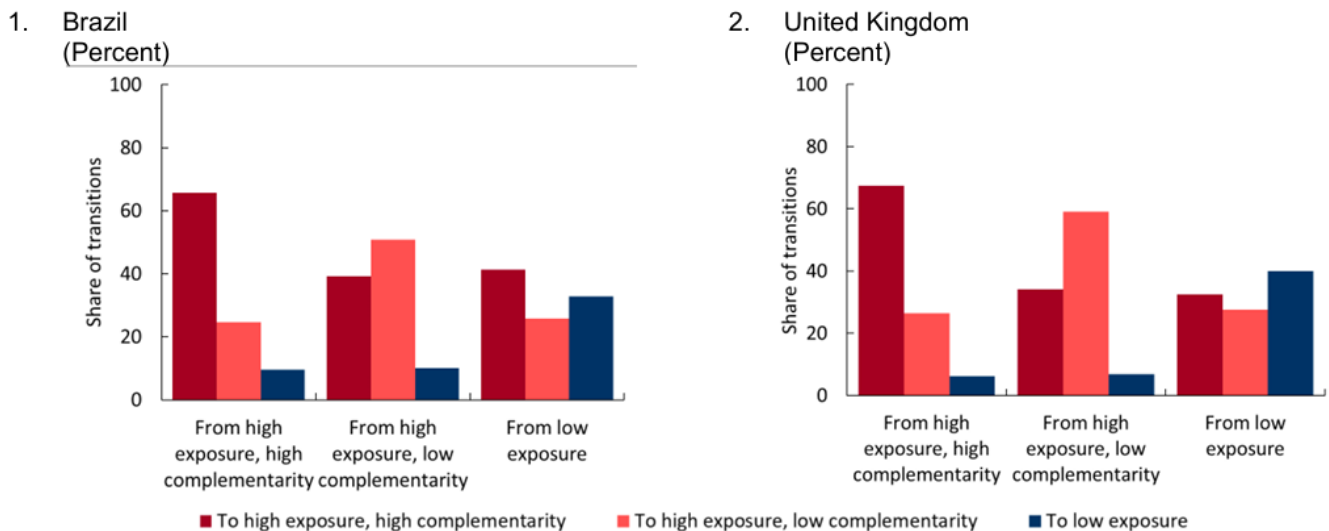 1. Brazil
(Percent)
100
80
60
40
20
0
Share of transitions
From high
exposure, high
complementarity
From high
exposure, low
complementarity
From low
exposure
2. United Kingdom
(Percent)
100
80
60
40
20
0
Share of transitions
From high
exposure, high
complementarity
From high
exposure, low
complementarity
From low
exposure
To high exposure, high complementarity
To high exposure, low complementarity
To low exposure